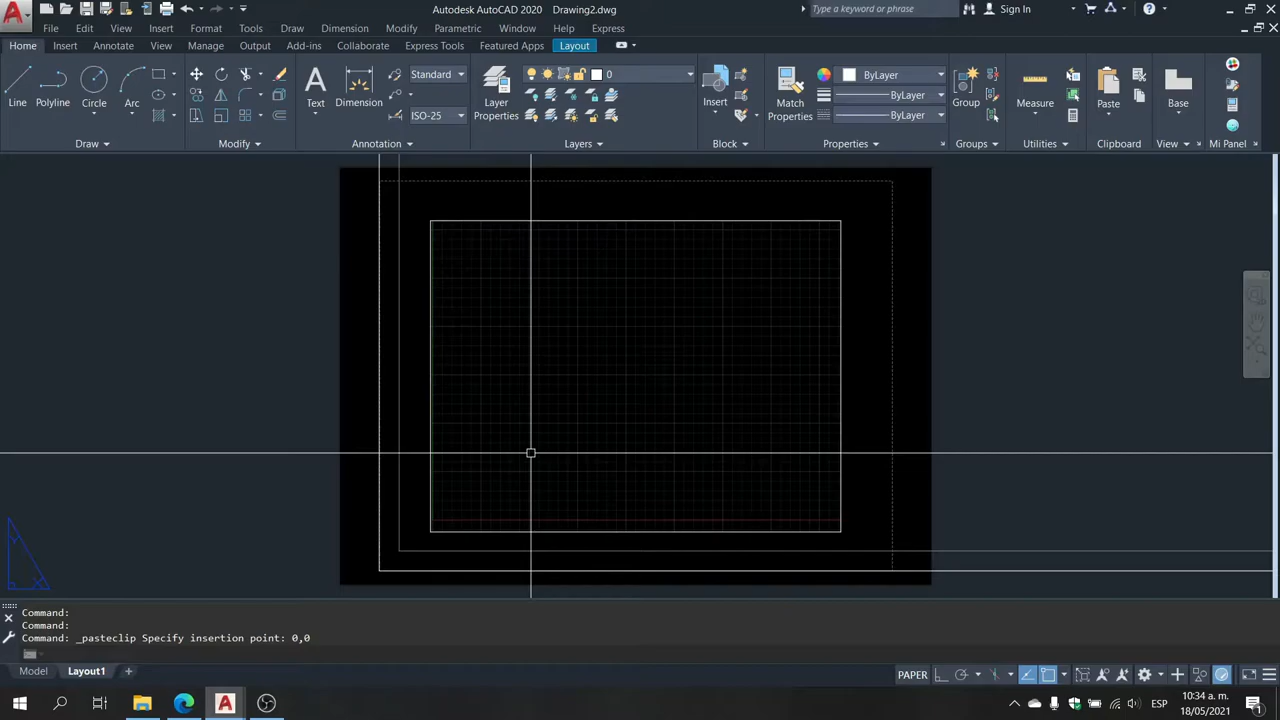 Autodesk AutoCAD 2020 Drawing2.dwg
Type a keyword or phrase
Sign In
File Edit View Insert Format Tools Draw Dimension Modify Parametric Window Help Express
Home Insert Annotate View Manage Output Add-ins Collaborate Express Tools Featured Apps Layout
Standard
0
ByLayer
ByLayer
ISO-25
ByLayer
Line Polyline Circle Arc
Text Dimension
Layer
Properties
Insert
Match
Properties
Group
Measure
Paste
Base
Draw Modify Annotation Layers Block Properties Groups Utilities Clipboard View Mi Panel
Command:
Command:
Command: _pasteclip Specify insertion point: 0,0
Model Layout1 +
PAPER
ESP
10:34 a. m.
18/05/2021
1